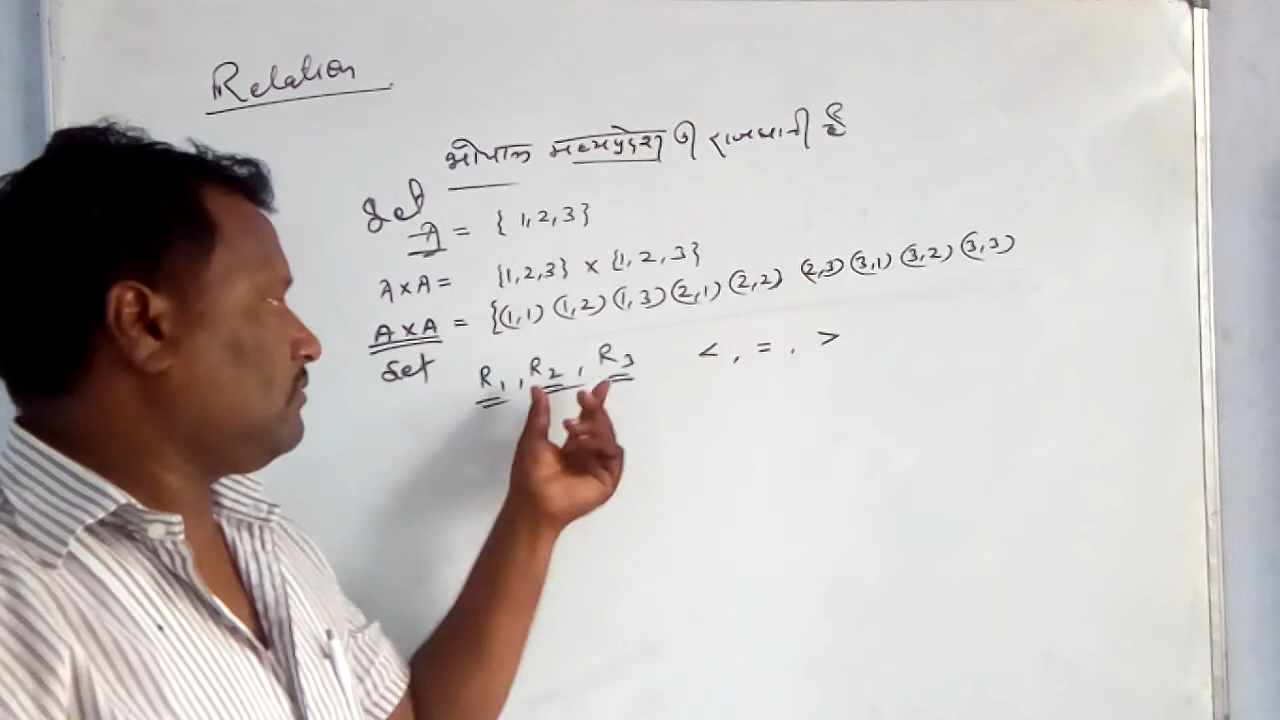 Relation
भोपाल मध्यप्रदेश की राजधानी है
Set
A = { 1, 2, 3}
A×A = {1,2,3} × {1, 2, 3}
A×A = {(1,1) (1,2) (1,3) (2,1) (2,2) (2,3) (3,1) (3,2) (3,3)
Set R1, R2, R3 < , = , >